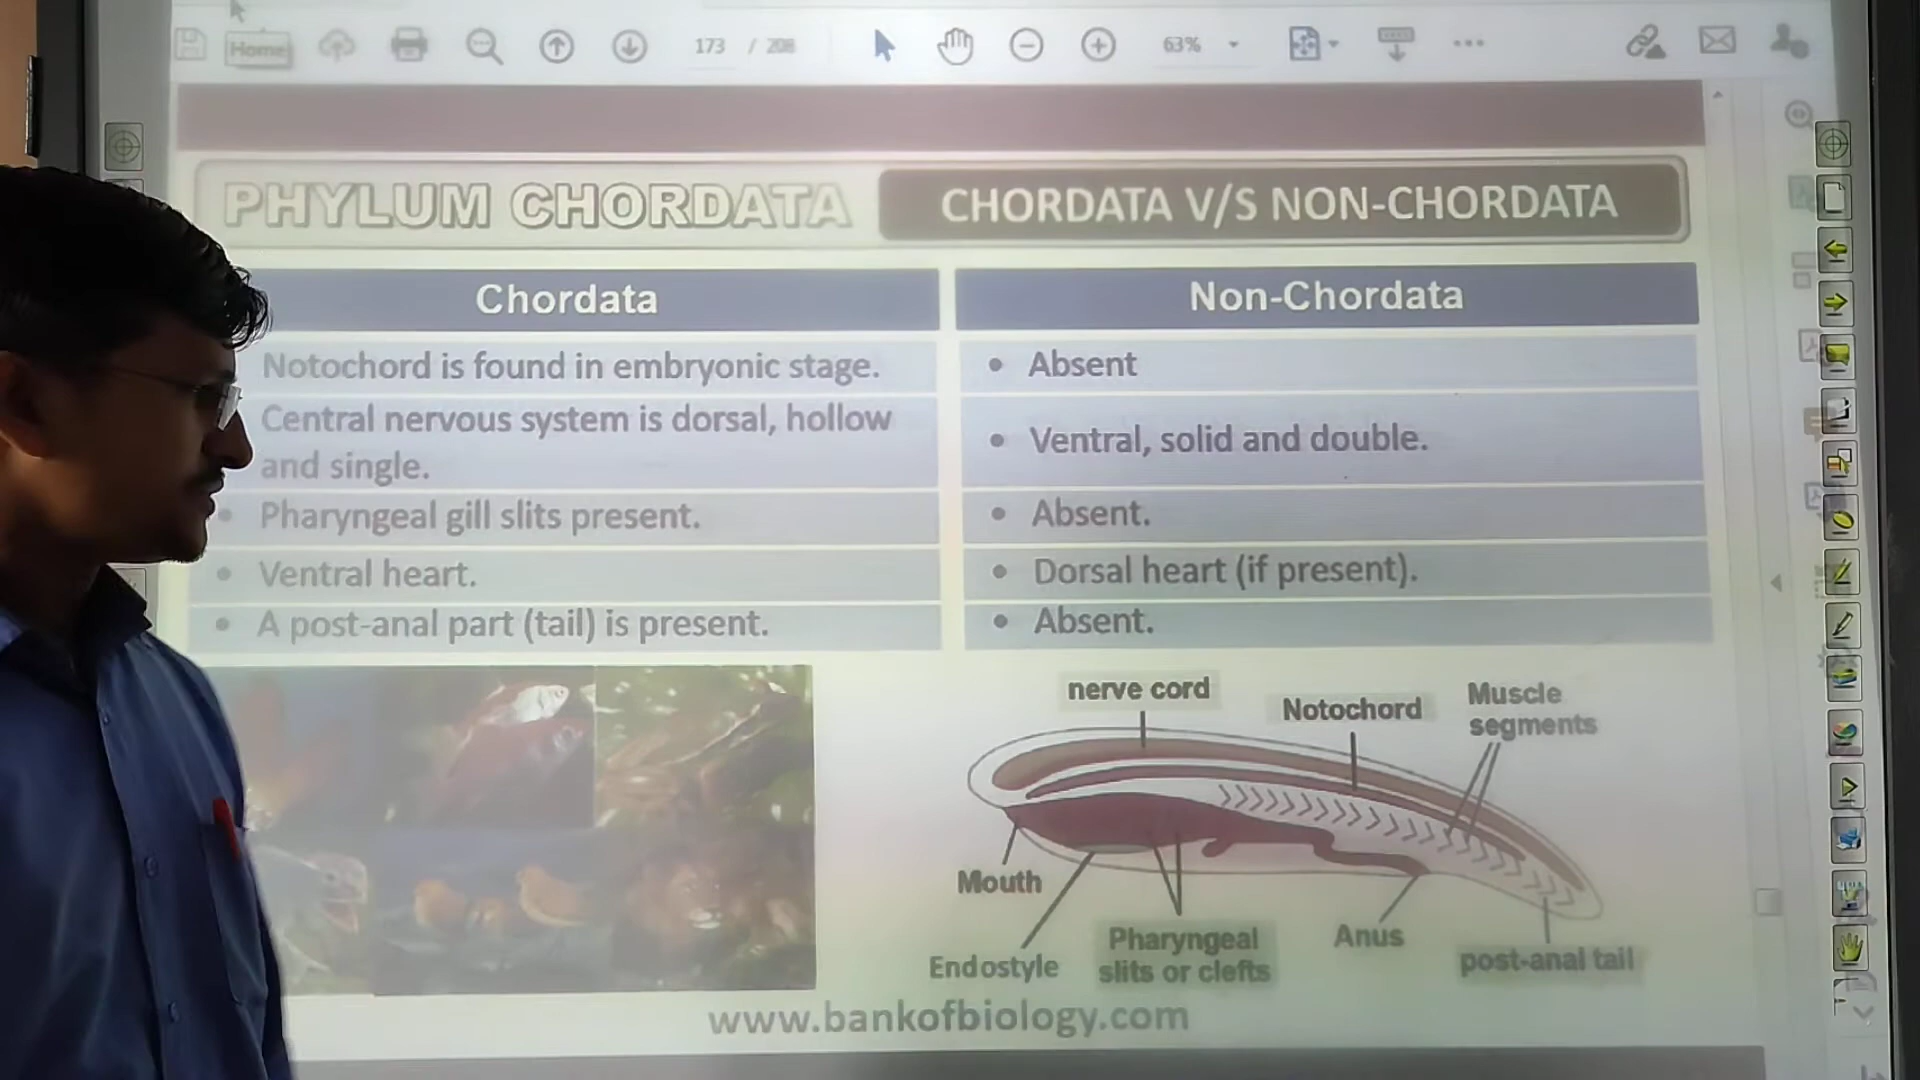 Home
173 / 208
63%
PHYLUM CHORDATA
CHORDATA V/S NON-CHORDATA
Chordata
Non-Chordata
Notochord is found in embryonic stage.
• Absent
Central nervous system is dorsal, hollow
and single.
• Ventral, solid and double.
• Pharyngeal gill slits present.
• Absent.
• Ventral heart.
• Dorsal heart (if present).
• A post-anal part (tail) is present.
• Absent.
nerve cord
Notochord
Muscle
segments
Mouth
Endostyle
Pharyngeal
slits or clefts
Anus
post-anal tail
www.bankofbiology.com